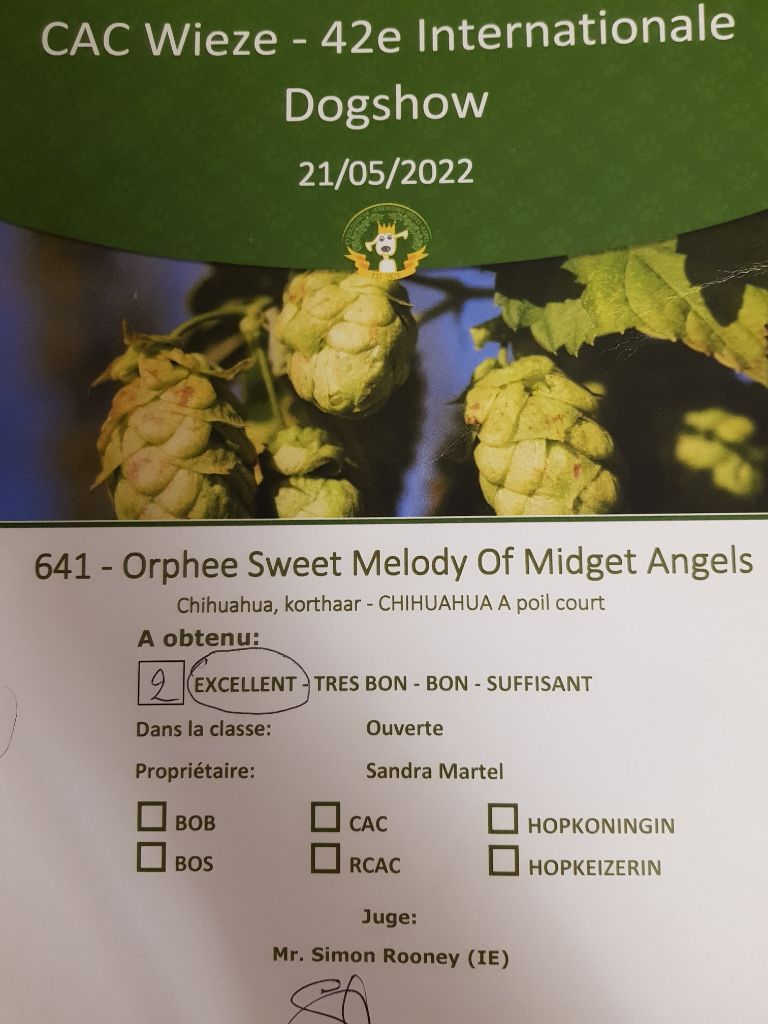 CAC Wieze - 42e Internationale
Dogshow
21/05/2022
641 - Orphee Sweet Melody Of Midget Angels
Chihuahua, korthaar - CHIHUAHUA A poil court
A obtenu:
2 EXCELLENT - TRES BON - BON - SUFFISANT
Dans la classe: Ouverte
Propriétaire: Sandra Martel
BOB CAC HOPKONINGIN
BOS RCAC HOPKEIZERIN
Juge:
Mr. Simon Rooney (IE)